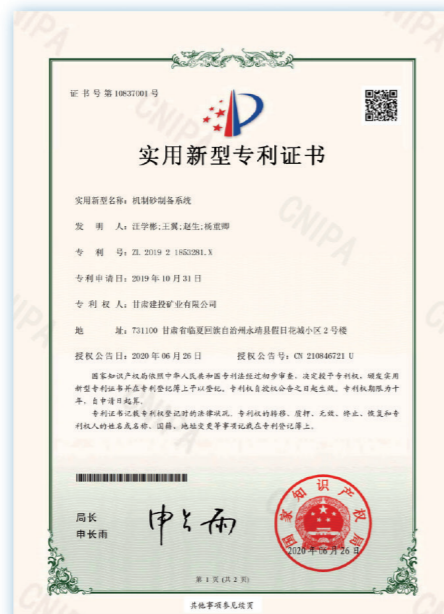 证书号第10837001号
实用新型专利证书
实用新型名称：机制砂制备系统
发 明 人：汪学彬;王翼;赵生;杨重卿
专 利 号：ZL 2019 2 1853281.X
专利申请日：2019年10月31日
专 利 权 人：甘肃建投矿业有限公司
地 址：731100 甘肃省临夏回族自治州永靖县假日花城小区2号楼
授权公告日：2020年06月26日 授权公告号：CN 210846721 U
国家知识产权局依照中华人民共和国专利法经过初步审查，决定授予专利权，颁发实用
新型专利证书并在专利登记簿上予以登记。专利权自授权公告之日起生效。专利权期限为十
年，自申请日起算。
专利证书记载专利权登记时的法律状况。专利权的转移、质押、无效、终止、恢复和专
利权人的姓名或名称、国籍、地址变更等事项记载在专利登记簿上。
局长
申长雨
申长雨
国家知识产权局
2020年06月26日
第 1 页 (共 2 页)
其他事项参见续页
CNIPA